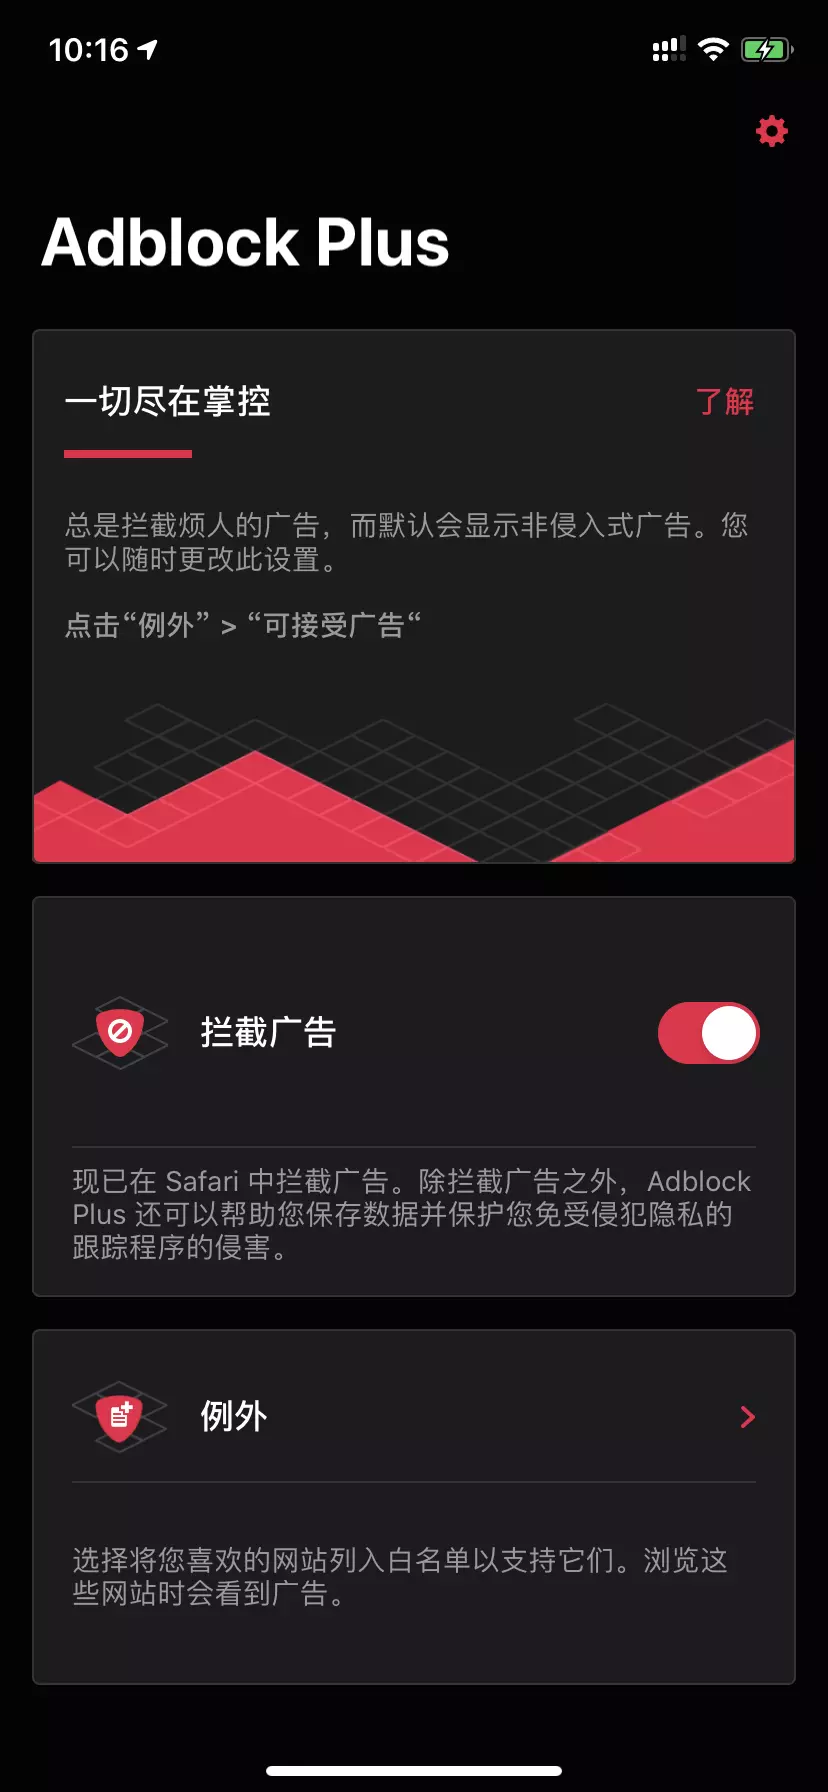 10:16
Adblock Plus
一切尽在掌控
了解
总是拦截烦人的广告，而默认会显示非侵入式广告。您
可以随时更改此设置。
点击“例外” > “可接受广告“
拦截广告
现已在 Safari 中拦截广告。除拦截广告之外，Adblock
Plus 还可以帮助您保存数据并保护您免受侵犯隐私的
跟踪程序的侵害。
例外
选择将您喜欢的网站列入白名单以支持它们。浏览这
些网站时会看到广告。